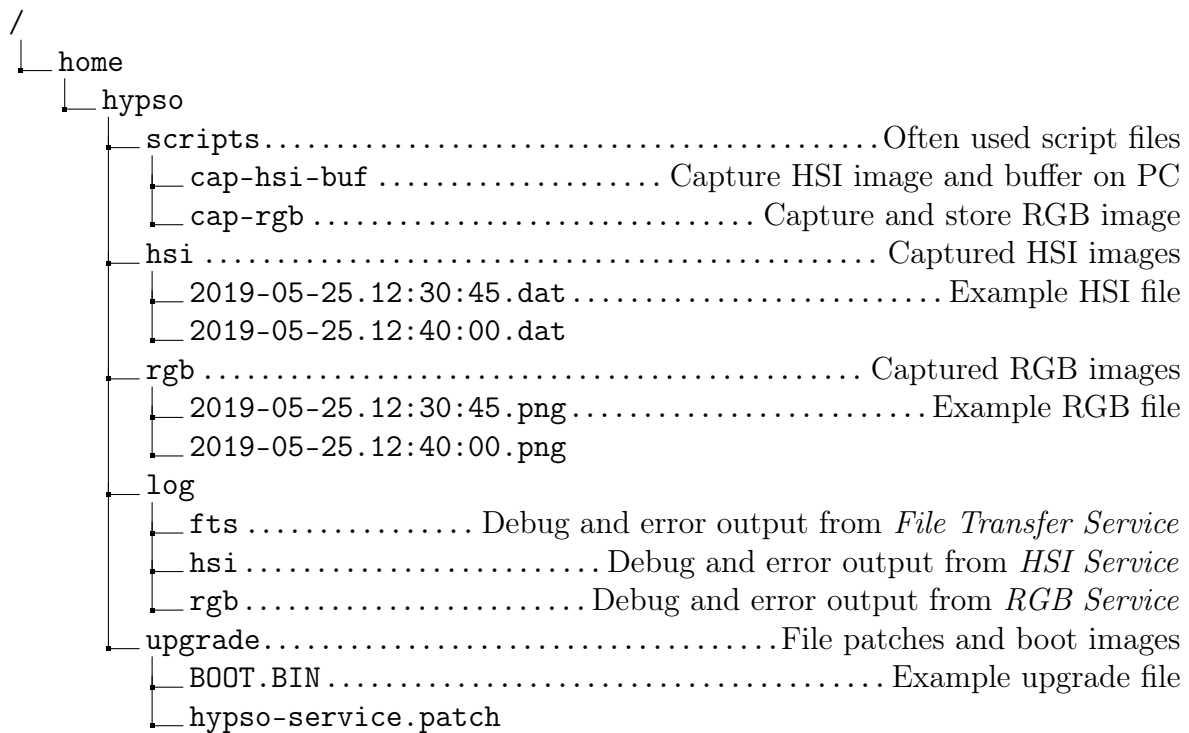 /
home
hypso
scripts............................................Often used script files
cap-hsi-buf.................... Capture HSI image and buffer on PC
cap-rgb............................... Capture and store RGB image
hsi............................................... Captured HSI images
2019-05-25.12:30:45.dat.......................... Example HSI file
2019-05-25.12:40:00.dat
rgb.............................................. Captured RGB images
2019-05-25.12:30:45.png......................... Example RGB file
2019-05-25.12:40:00.png
log
fts................ Debug and error output from File Transfer Service
hsi......................... Debug and error output from HSI Service
rgb........................ Debug and error output from RGB Service
upgrade....................................File patches and boot images
BOOT.BIN....................................... Example upgrade file
hypso-service.patch